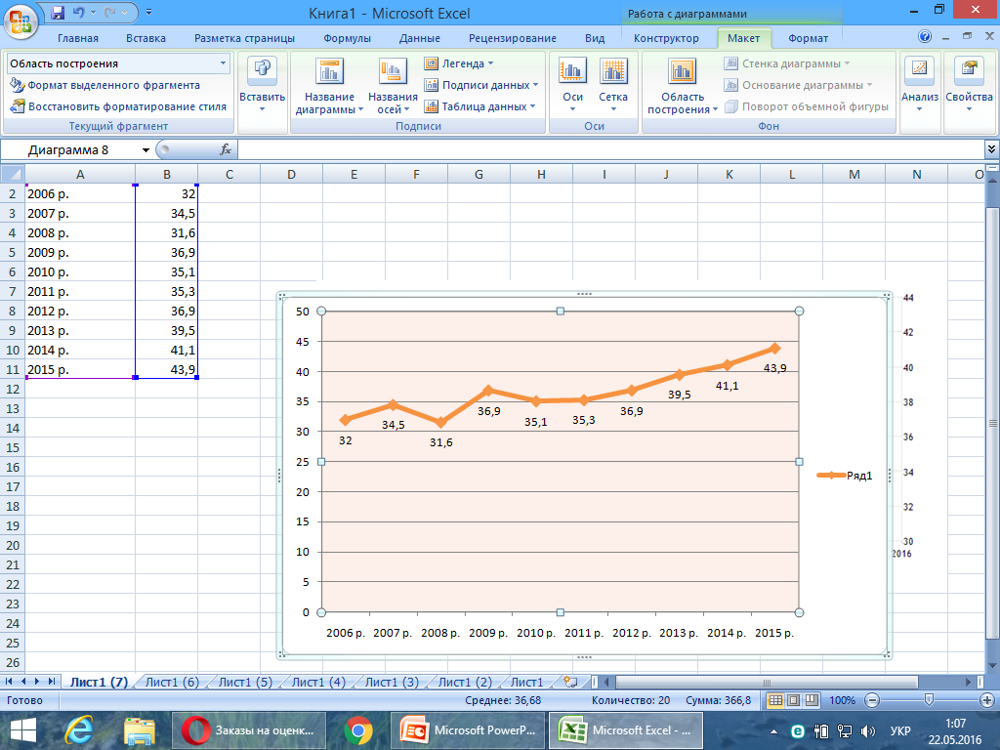 Книга1 - Microsoft Excel
Работа с диаграммами
Главная Вставка Разметка страницы Формулы Данные Рецензирование Вид Конструктор Макет Формат
Область построения
Формат выделенного фрагмента
Восстановить форматирование стиля
Текущий фрагмент
Вставить
Название диаграммы
Названия осей
Легенда
Подписи данных
Таблица данных
Подписи
Оси
Сетка
Оси
Область построения
Стенка диаграммы
Основание диаграммы
Поворот объемной фигуры
Фон
Анализ
Свойства
Диаграмма 8
fx
A B C D E F G H I J K L M N O
2 2006 р. 32
3 2007 р. 34,5
4 2008 р. 31,6
5 2009 р. 36,9
6 2010 р. 35,1
7 2011 р. 35,3
8 2012 р. 36,9
9 2013 р. 39,5
10 2014 р. 41,1
11 2015 р. 43,9
12
13
14
15
16
17
18
19
20
21
22
23
24
25
26
50
45
40
35
30
25
20
15
10
5
0
32 34,5 31,6 36,9 35,1 35,3 36,9 39,5 41,1 43,9
2006 р. 2007 р. 2008 р. 2009 р. 2010 р. 2011 р. 2012 р. 2013 р. 2014 р. 2015 р.
Ряд1
44
42
40
38
36
34
32
30
2016
Лист1 (7) Лист1 (6) Лист1 (5) Лист1 (4) Лист1 (3) Лист1 (2) Лист1
Готово Среднее: 36,68 Количество: 20 Сумма: 366,8 100%
Заказы на оценк... Microsoft PowerP... Microsoft Excel - ... УКР
1:07
22.05.2016